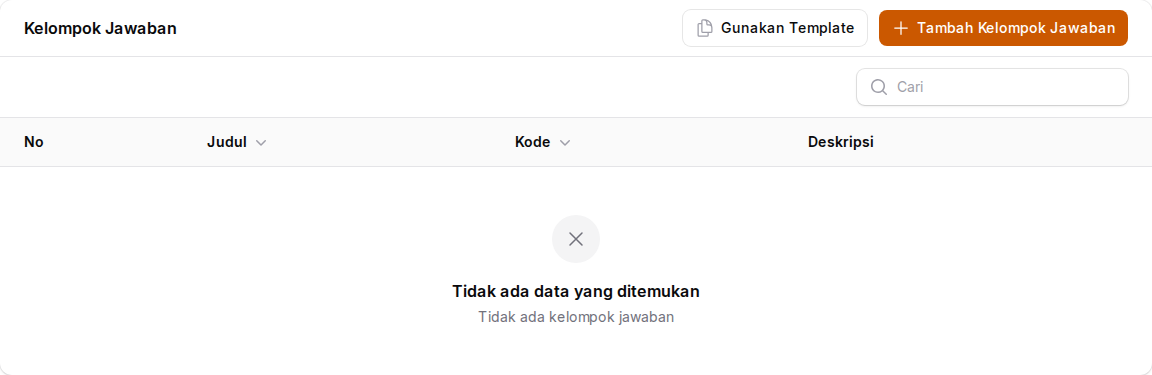 Kelompok Jawaban
Gunakan Template
Tambah Kelompok Jawaban
Cari
No Judul Kode Deskripsi
Tidak ada data yang ditemukan
Tidak ada kelompok jawaban